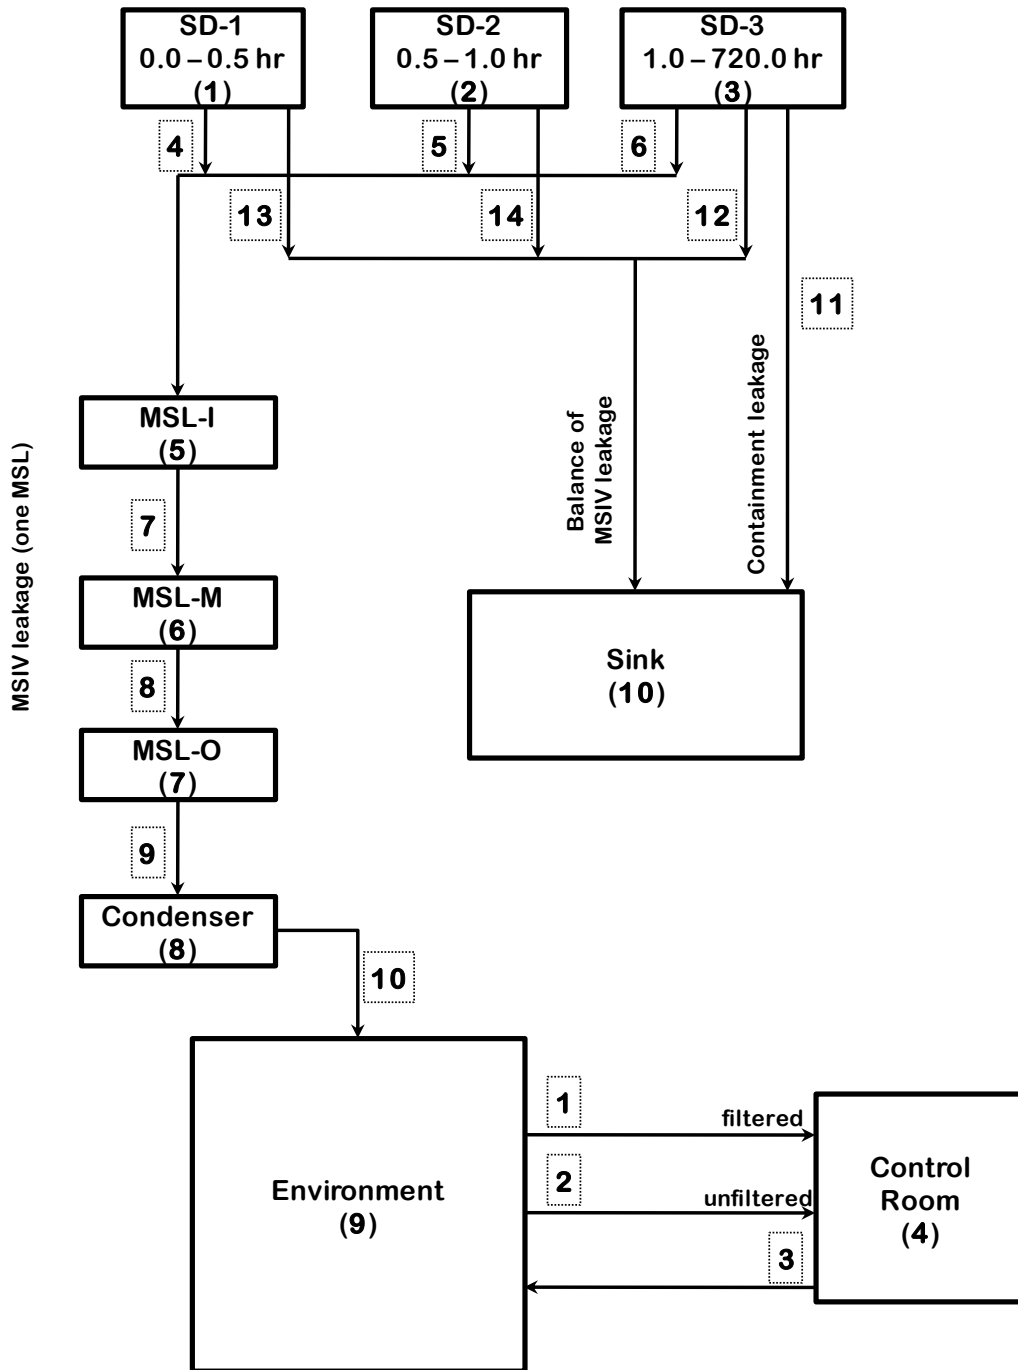 SD-1
0.0 – 0.5 hr
(1)
SD-2
0.5 – 1.0 hr
(2)
SD-3
1.0 – 720.0 hr
(3)
4
5
6
13
14
12
11
MSL-I
(5)
MSIV leakage (one MSL)
7
MSL-M
(6)
8
MSL-O
(7)
9
Condenser
(8)
10
Balance of
MSIV leakage
Containment leakage
Sink
(10)
Environment
(9)
1
filtered
2
unfiltered
3
Control
Room
(4)